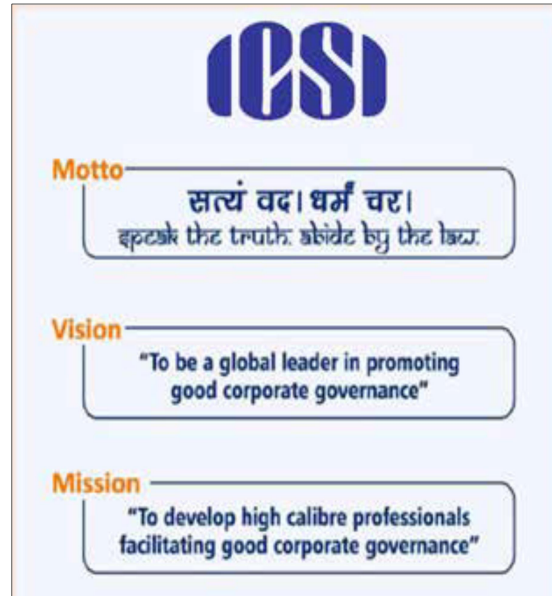 ICSI
Motto
सत्यं वद। धर्मं चर।
speak the truth. abide by the law.
Vision
“To be a global leader in promoting
good corporate governance”
Mission
“To develop high calibre professionals
facilitating good corporate governance”